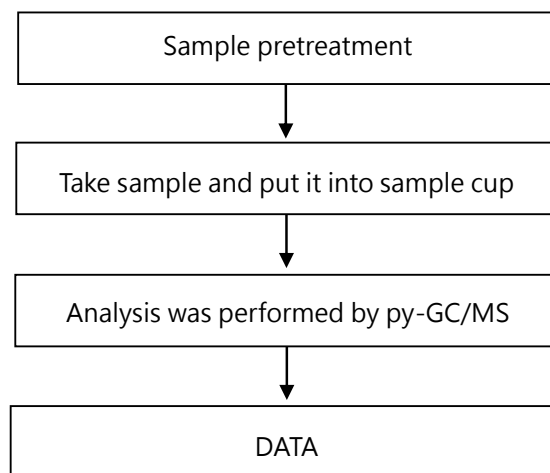 Sample pretreatment
Take sample and put it into sample cup
Analysis was performed by py-GC/MS
DATA